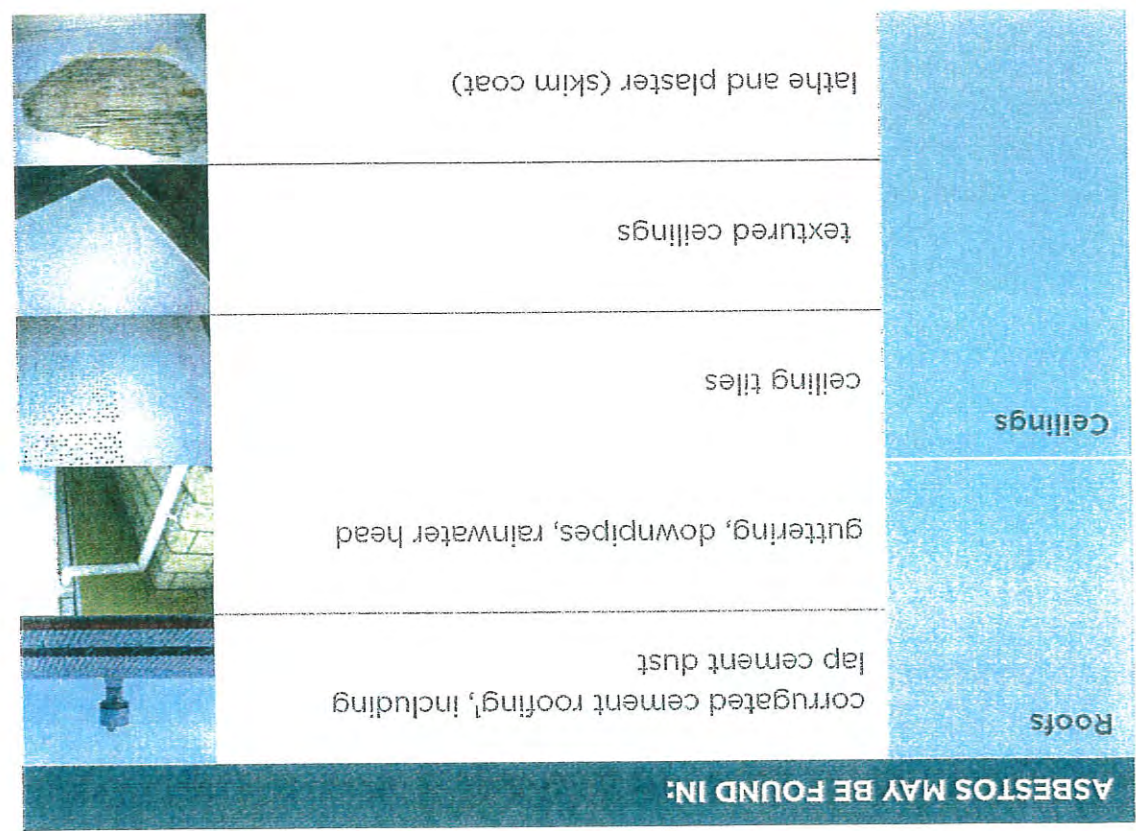 ASBESTOS MAY BE FOUND IN:
Roofs
corrugated cement roofing¹, including
lap cement dust
guttering, downpipes, rainwater head
Ceilings
ceiling tiles
textured ceilings
lathe and plaster (skim coat)